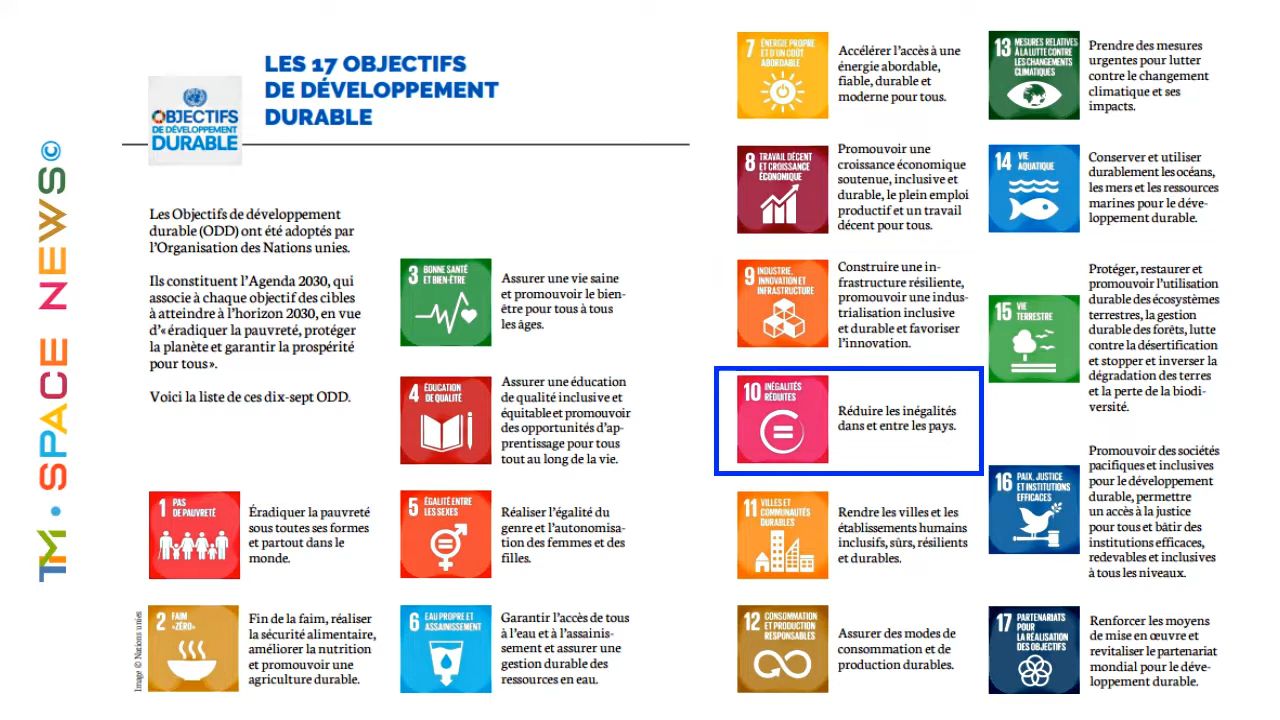 TM • SPACE NEWS©
LES 17 OBJECTIFS
DE DÉVELOPPEMENT
DURABLE
OBJECTIFS
DE DÉVELOPPEMENT
DURABLE
Les Objectifs de développement
durable (ODD) ont été adoptés par
l’Organisation des Nations unies.
Ils constituent l’Agenda 2030, qui
associe à chaque objectif des cibles
à atteindre à l’horizon 2030, en vue
d’« éradiquer la pauvreté, protéger
la planète et garantir la prospérité
pour tous ».
Voici la liste de ces dix-sept ODD.
Image © Nations unies
1 PAS
DE PAUVRETÉ
Éradiquer la pauvreté
sous toutes ses formes
et partout dans le
monde.
2 FAIM
«ZÉRO»
Fin de la faim, réaliser
la sécurité alimentaire,
améliorer la nutrition
et promouvoir une
agriculture durable.
3 BONNE SANTÉ
ET BIEN-ÊTRE
Assurer une vie saine
et promouvoir le bien-
être pour tous à tous
les âges.
4 ÉDUCATION
DE QUALITÉ
Assurer une éducation
de qualité inclusive et
équitable et promouvoir
des opportunités d’ap-
prentissage pour tous
tout au long de la vie.
5 ÉGALITÉ ENTRE
LES SEXES
Réaliser l’égalité du
genre et l’autonomisa-
tion des femmes et des
filles.
6 EAU PROPRE ET
ASSAINISSEMENT
Garantir l’accès de tous
à l’eau et à l’assainis-
sement et assurer une
gestion durable des
ressources en eau.
7 ÉNERGIE PROPRE
ET D’UN COÛT
ABORDABLE
Accélérer l’accès à une
énergie abordable,
fiable, durable et
moderne pour tous.
8 TRAVAIL DÉCENT
ET CROISSANCE
ÉCONOMIQUE
Promouvoir une
croissance économique
soutenue, inclusive et
durable, le plein emploi
productif et un travail
décent pour tous.
9 INDUSTRIE,
INNOVATION ET
INFRASTRUCTURE
Construire une in-
frastructure résiliente,
promouvoir une indus-
trialisation inclusive
et durable et favoriser
l’innovation.
10 INÉGALITÉS
RÉDUITES
Réduire les inégalités
dans et entre les pays.
11 VILLES ET
COMMUNAUTÉS
DURABLES
Rendre les villes et les
établissements humains
inclusifs, sûrs, résilients
et durables.
12 CONSOMMATION
ET PRODUCTION
RESPONSABLES
Assurer des modes de
consommation et de
production durables.
13 MESURES RELATIVES
À LA LUTTE CONTRE
LES CHANGEMENTS
CLIMATIQUES
Prendre des mesures
urgentes pour lutter
contre le changement
climatique et ses
impacts.
14 VIE
AQUATIQUE
Conserver et utiliser
durablement les océans,
les mers et les ressources
marines pour le déve-
loppement durable.
15 VIE
TERRESTRE
Protéger, restaurer et
promouvoir l’utilisation
durable des écosystèmes
terrestres, la gestion
durable des forêts, lutte
contre la désertification
et stopper et inverser la
dégradation des terres
et la perte de la biodi-
versité.
16 PAIX, JUSTICE
ET INSTITUTIONS
EFFICACES
Promouvoir des sociétés
pacifiques et inclusives
pour le développement
durable, permettre
un accès à la justice
pour tous et bâtir des
institutions efficaces,
redevables et inclusives
à tous les niveaux.
17 PARTENARIATS
POUR
LA RÉALISATION
DES OBJECTIFS
Renforcer les moyens
de mise en œuvre et
revitaliser le partenariat
mondial pour le déve-
loppement durable.